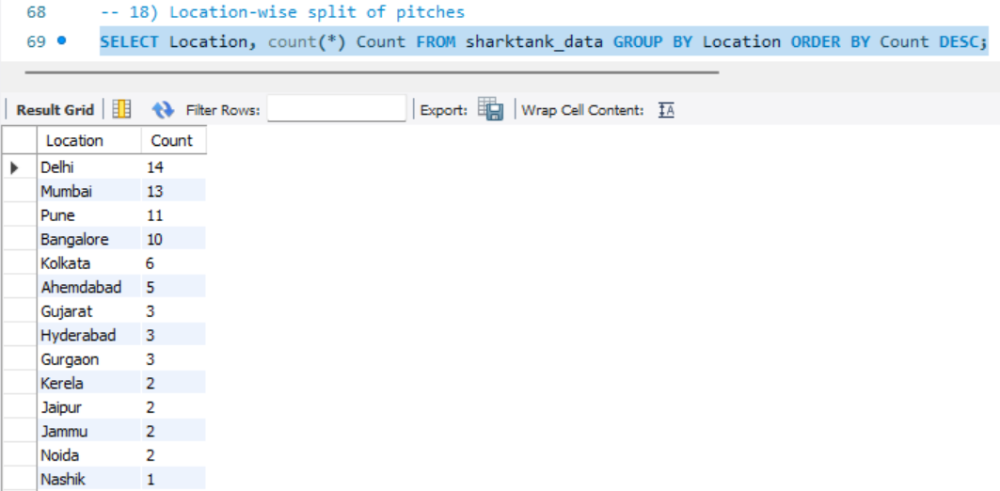 68 -- 18) Location-wise split of pitches
69 SELECT Location, count(*) Count FROM sharktank_data GROUP BY Location ORDER BY Count DESC;
Result Grid Filter Rows: Export: Wrap Cell Content: IA
Location Count
Delhi 14
Mumbai 13
Pune 11
Bangalore 10
Kolkata 6
Ahemdabad 5
Gujarat 3
Hyderabad 3
Gurgaon 3
Kerela 2
Jaipur 2
Jammu 2
Noida 2
Nashik 1